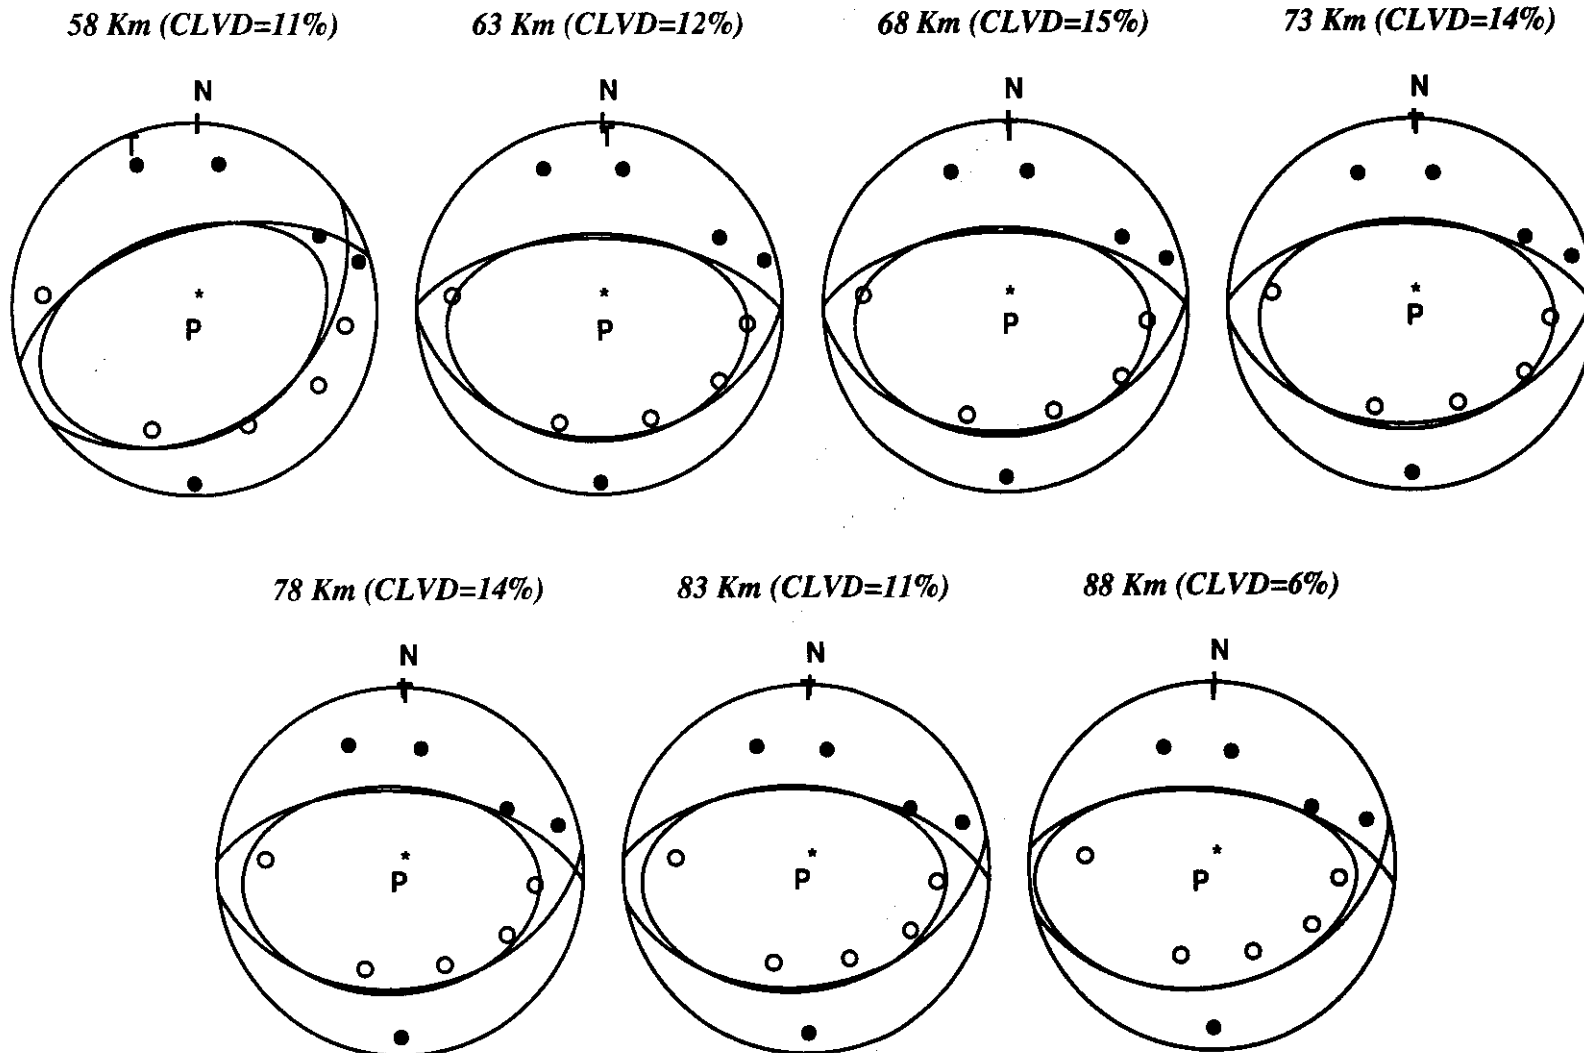 58 Km (CLVD=11%) 63 Km (CLVD=12%) 68 Km (CLVD=15%) 73 Km (CLVD=14%)
N N N N
T T T T
* * * *
P P P P
78 Km (CLVD=14%) 83 Km (CLVD=11%) 88 Km (CLVD=6%)
N N N
T T T
* * *
P P P